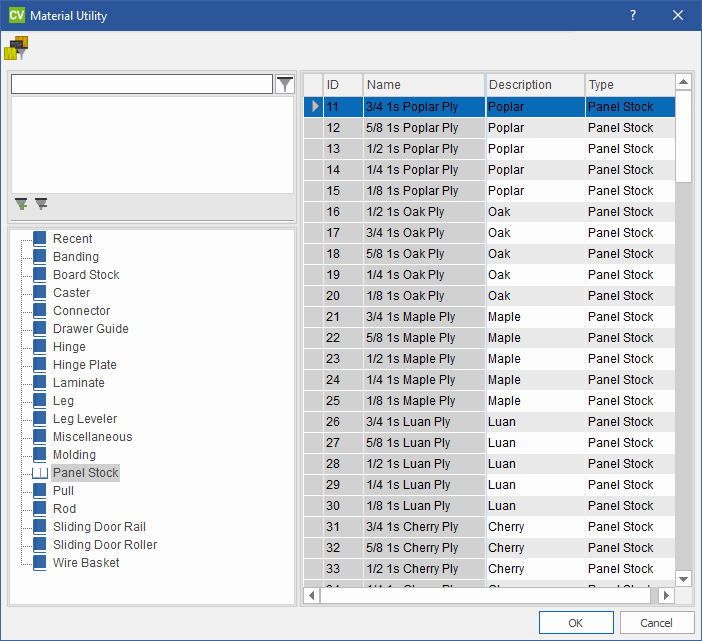 CV Material Utility ? ×
Recent
Banding
Board Stock
Caster
Connector
Drawer Guide
Hinge
Hinge Plate
Laminate
Leg
Leg Leveler
Miscellaneous
Molding
Panel Stock
Pull
Rod
Sliding Door Rail
Sliding Door Roller
Wire Basket
ID Name Description Type
11 3/4 1s Poplar Ply Poplar Panel Stock
12 5/8 1s Poplar Ply Poplar Panel Stock
13 1/2 1s Poplar Ply Poplar Panel Stock
14 1/4 1s Poplar Ply Poplar Panel Stock
15 1/8 1s Poplar Ply Poplar Panel Stock
16 1/2 1s Oak Ply Oak Panel Stock
17 3/4 1s Oak Ply Oak Panel Stock
18 5/8 1s Oak Ply Oak Panel Stock
19 1/4 1s Oak Ply Oak Panel Stock
20 1/8 1s Oak Ply Oak Panel Stock
21 3/4 1s Maple Ply Maple Panel Stock
22 5/8 1s Maple Ply Maple Panel Stock
23 1/2 1s Maple Ply Maple Panel Stock
24 1/4 1s Maple Ply Maple Panel Stock
25 1/8 1s Maple Ply Maple Panel Stock
26 3/4 1s Luan Ply Luan Panel Stock
27 5/8 1s Luan Ply Luan Panel Stock
28 1/2 1s Luan Ply Luan Panel Stock
29 1/4 1s Luan Ply Luan Panel Stock
30 1/8 1s Luan Ply Luan Panel Stock
31 3/4 1s Cherry Ply Cherry Panel Stock
32 5/8 1s Cherry Ply Cherry Panel Stock
33 1/2 1s Cherry Ply Cherry Panel Stock
OK Cancel